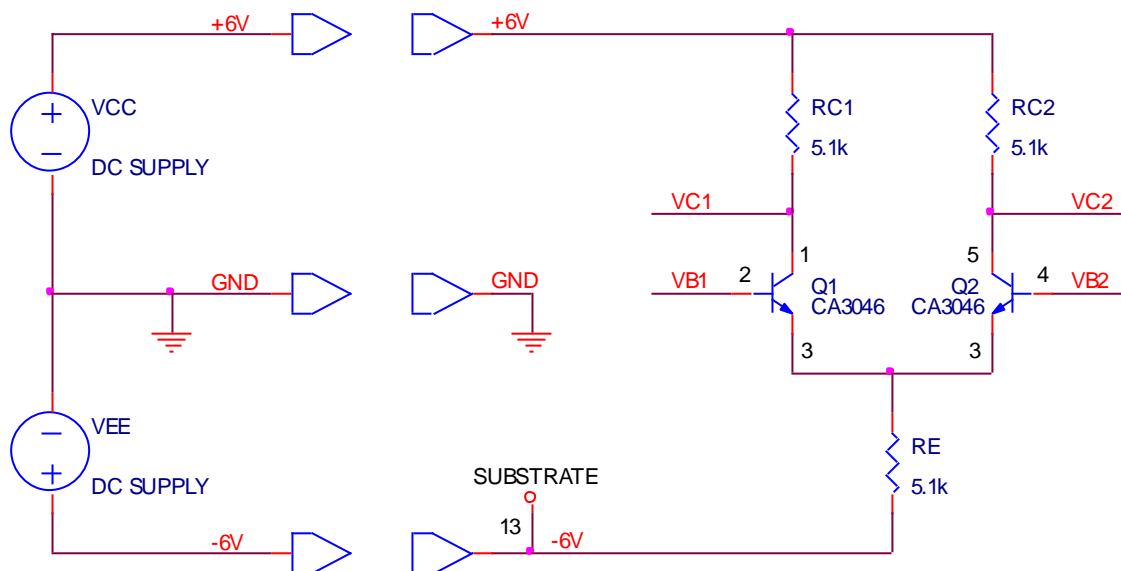 +6V
+6V
VCC
+
−
DC SUPPLY
RC1
5.1k
RC2
5.1k
VC1
VC2
1
5
GND
GND
VB1
2
Q1
CA3046
Q2
CA3046
4
VB2
3
3
VEE
−
+
DC SUPPLY
RE
5.1k
SUBSTRATE
13
-6V
-6V